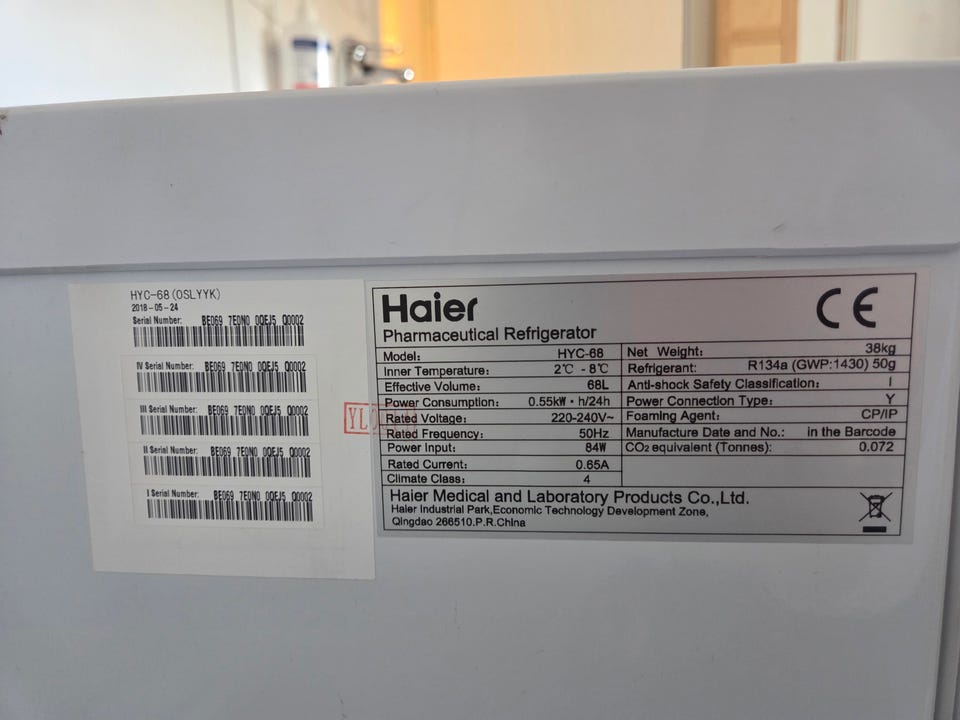 HYC-68(0SLYYK)
2018-05-24
Serial Number: BE069 7E0N0 0QEJ5 Q0002
IV Serial Number: BE069 7E0N0 0QEJ5 Q0002
III Serial Number: BE069 7E0N0 0QEJ5 Q0002
II Serial Number: BE069 7E0N0 0QEJ5 Q0002
I Serial Number: BE069 7E0N0 0QEJ5 Q0002
Haier CE
Pharmaceutical Refrigerator
Model: HYC-68
Inner Temperature: 2℃ - 8℃
Effective Volume: 68L
Power Consumption: 0.55kW·h/24h
Rated Voltage: 220-240V~
Rated Frequency: 50Hz
Power Input: 84W
Rated Current: 0.65A
Climate Class: 4
Net Weight: 38kg
Refrigerant: R134a (GWP:1430) 50g
Anti-shock Safety Classification: I
Power Connection Type: Y
Foaming Agent: CP/IP
Manufacture Date and No.: in the Barcode
CO₂ equivalent (Tonnes): 0.072
Haier Medical and Laboratory Products Co.,Ltd.
Haier Industrial Park,Economic Technology Development Zone,
Qingdao 266510.P.R.China